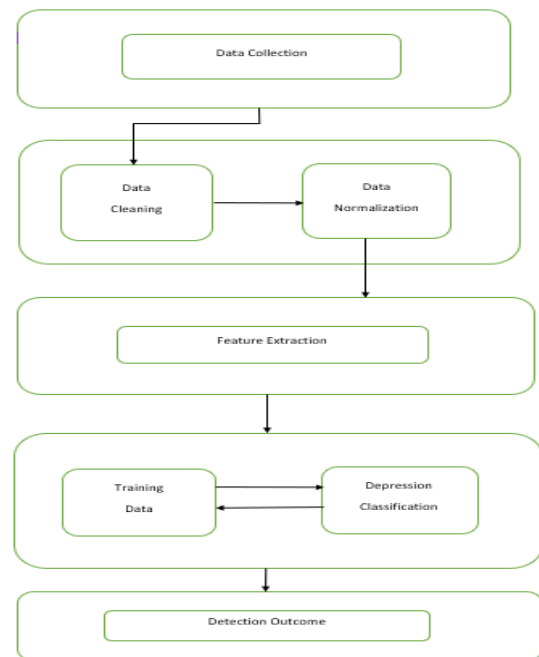 Data Collection
Data
Cleaning
Data
Normalization
Feature Extraction
Training
Data
Depression
Classification
Detection Outcome